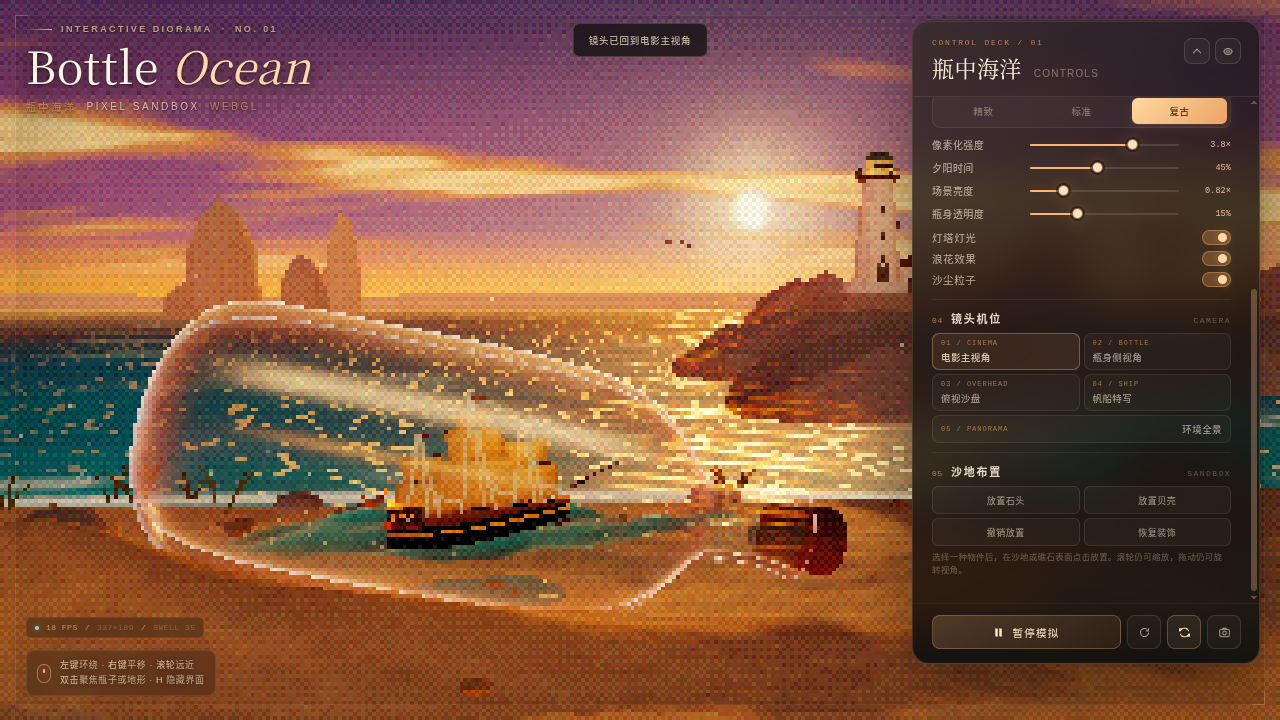 INTERACTIVE DIORAMA · NO. 01
Bottle Ocean
瓶中海洋 PIXEL SANDBOX WEBGL
镜头已回到电影主视角
CONTROL DECK / 01
瓶中海洋 CONTROLS
精致 标准 复古
像素化强度 3.8×
夕阳时间 45%
场景亮度 0.82×
瓶身透明度 15%
灯塔灯光
浪花效果
沙尘粒子
04 镜头机位 CAMERA
01 / CINEMA
电影主视角
02 / BOTTLE
瓶身侧视角
03 / OVERHEAD
俯视沙盘
04 / SHIP
帆船特写
05 / PANORAMA 环境全景
05 沙地布置 SANDBOX
放置石头 放置贝壳
撤销放置 恢复装饰
选择一种物件后，在沙地或礁石表面点击放置。滚轮仍可缩放，拖动仍可旋
转视角。
暂停模拟
18 FPS / 337×189 / SWELL 35
左键环绕 · 右键平移 · 滚轮远近
双击聚焦瓶子或地形 · H 隐藏界面